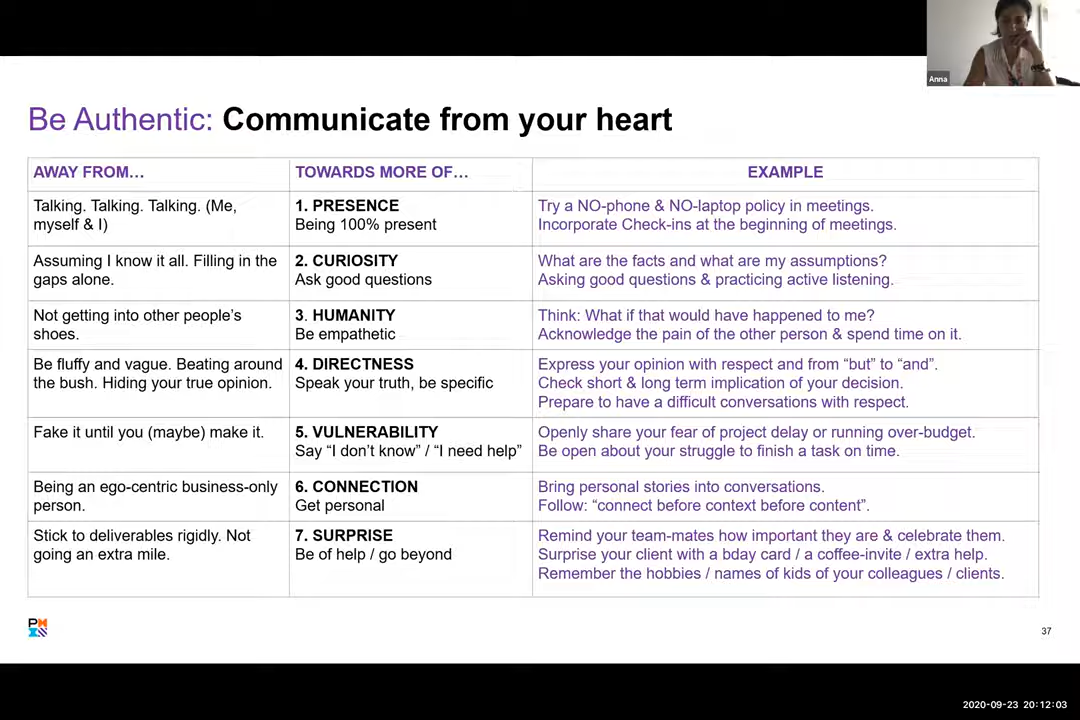 Anna
Be Authentic: Communicate from your heart
AWAY FROM…
TOWARDS MORE OF…
EXAMPLE
Talking. Talking. Talking. (Me,
myself & I)
1. PRESENCE
Being 100% present
Try a NO-phone & NO-laptop policy in meetings.
Incorporate Check-ins at the beginning of meetings.
Assuming I know it all. Filling in the
gaps alone.
2. CURIOSITY
Ask good questions
What are the facts and what are my assumptions?
Asking good questions & practicing active listening.
Not getting into other people’s
shoes.
3. HUMANITY
Be empathetic
Think: What if that would have happened to me?
Acknowledge the pain of the other person & spend time on it.
Be fluffy and vague. Beating around
the bush. Hiding your true opinion.
4. DIRECTNESS
Speak your truth, be specific
Express your opinion with respect and from “but” to “and”.
Check short & long term implication of your decision.
Prepare to have a difficult conversations with respect.
Fake it until you (maybe) make it.
5. VULNERABILITY
Say “I don’t know” / “I need help”
Openly share your fear of project delay or running over-budget.
Be open about your struggle to finish a task on time.
Being an ego-centric business-only
person.
6. CONNECTION
Get personal
Bring personal stories into conversations.
Follow: “connect before context before content”.
Stick to deliverables rigidly. Not
going an extra mile.
7. SURPRISE
Be of help / go beyond
Remind your team-mates how important they are & celebrate them.
Surprise your client with a bday card / a coffee-invite / extra help.
Remember the hobbies / names of kids of your colleagues / clients.
37
2020-09-23 20:12:03